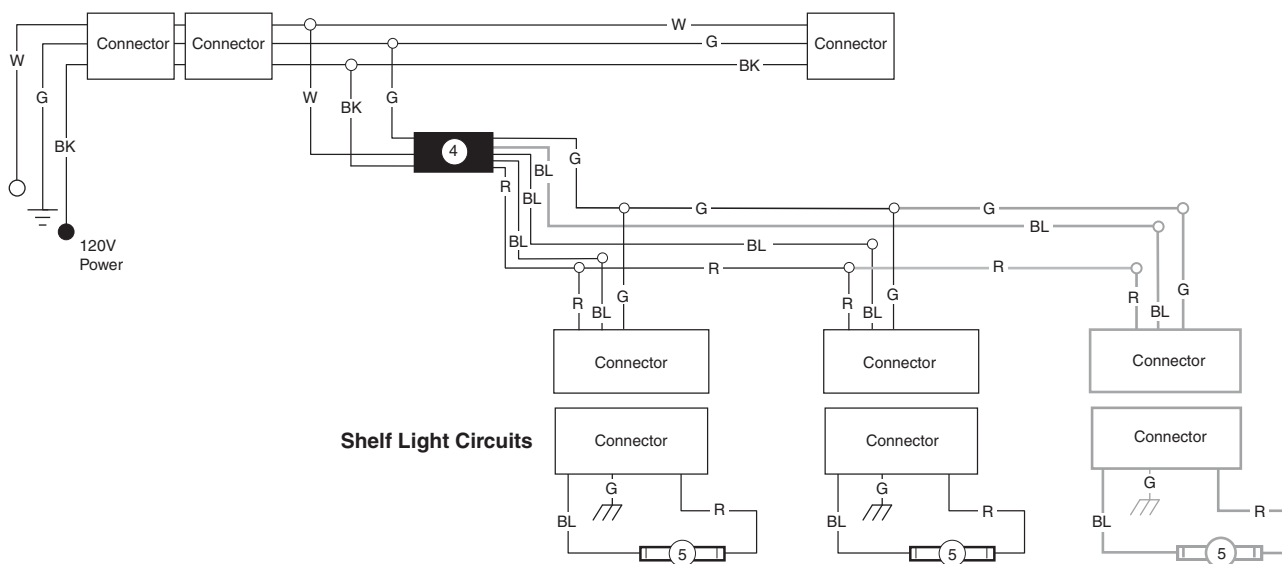 W
G
BK
Connector
Connector
Connector
W
G
BK
W
BK
G
4
120V
Power
G
BL
R
BL
BL
G
G
BL
BL
R
R
R
BL
G
R
BL
G
R
BL
G
Connector
Connector
Connector
Shelf Light Circuits
Connector
Connector
Connector
G
G
G
BL
R
BL
R
BL
R
5
5
5